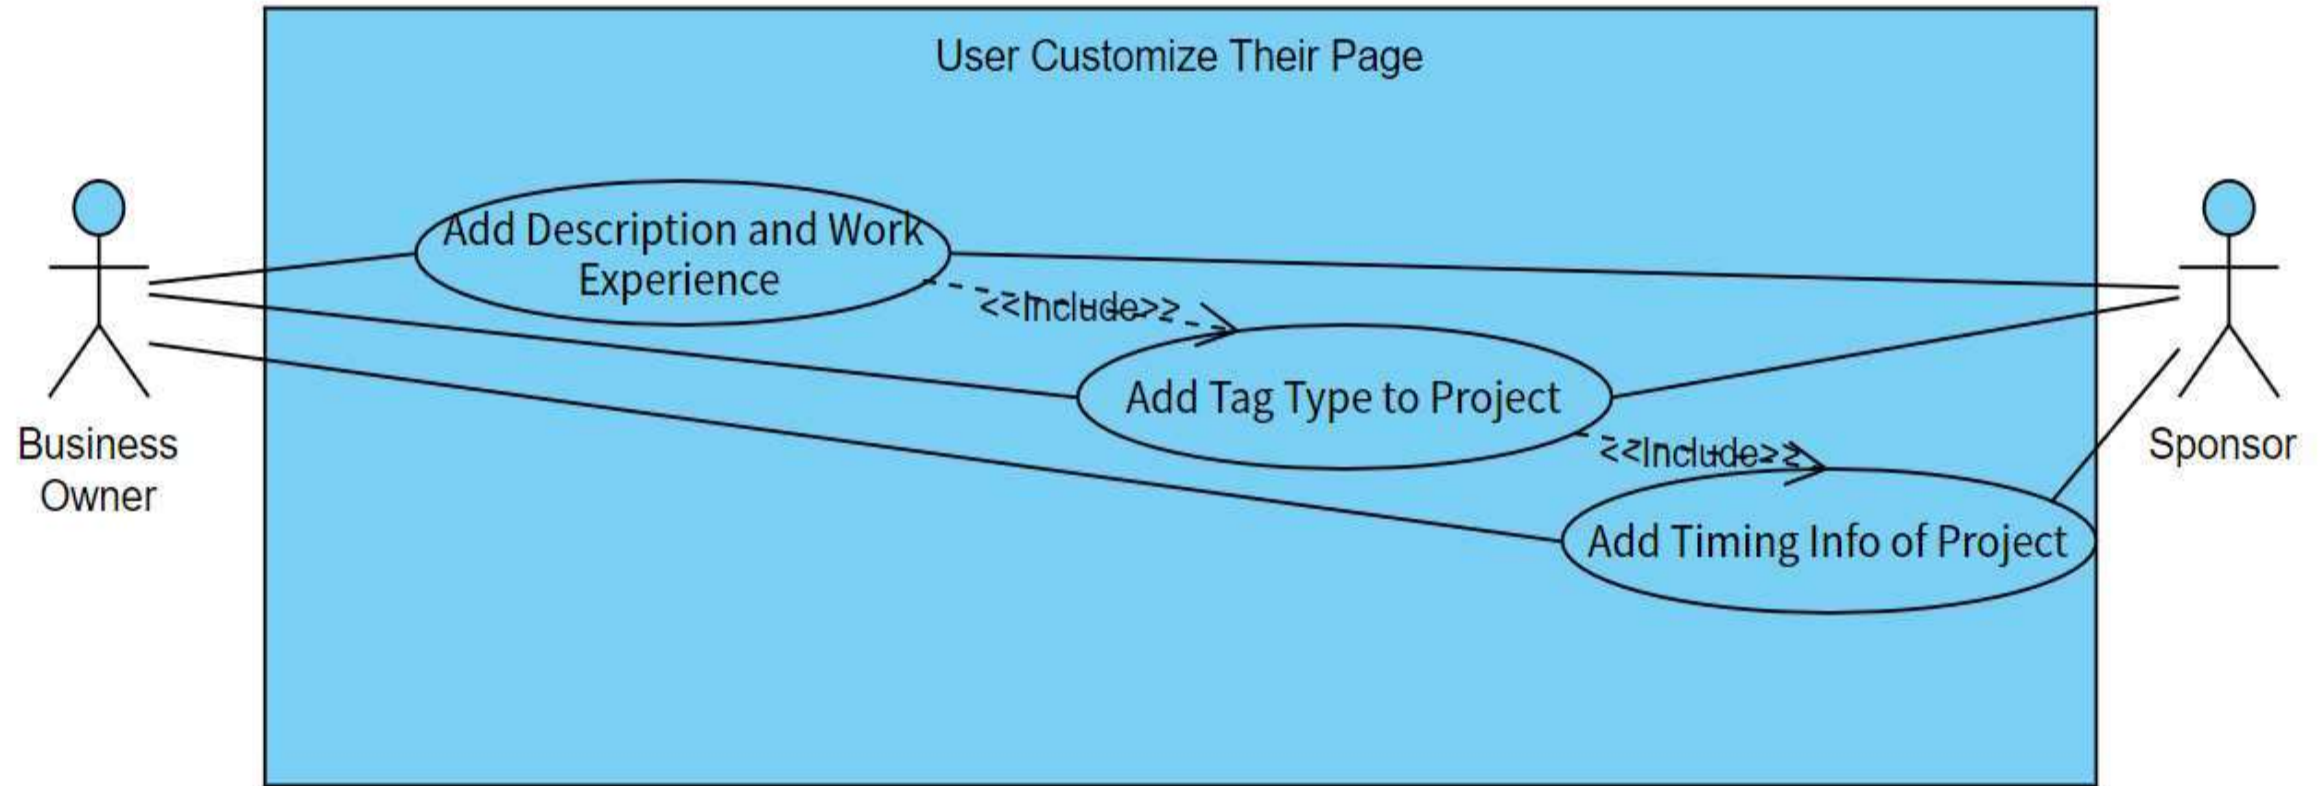 User Customize Their Page
Add Description and Work
Experience
<<Include>>
Add Tag Type to Project
<<Include>>
Add Timing Info of Project
Business
Owner
Sponsor